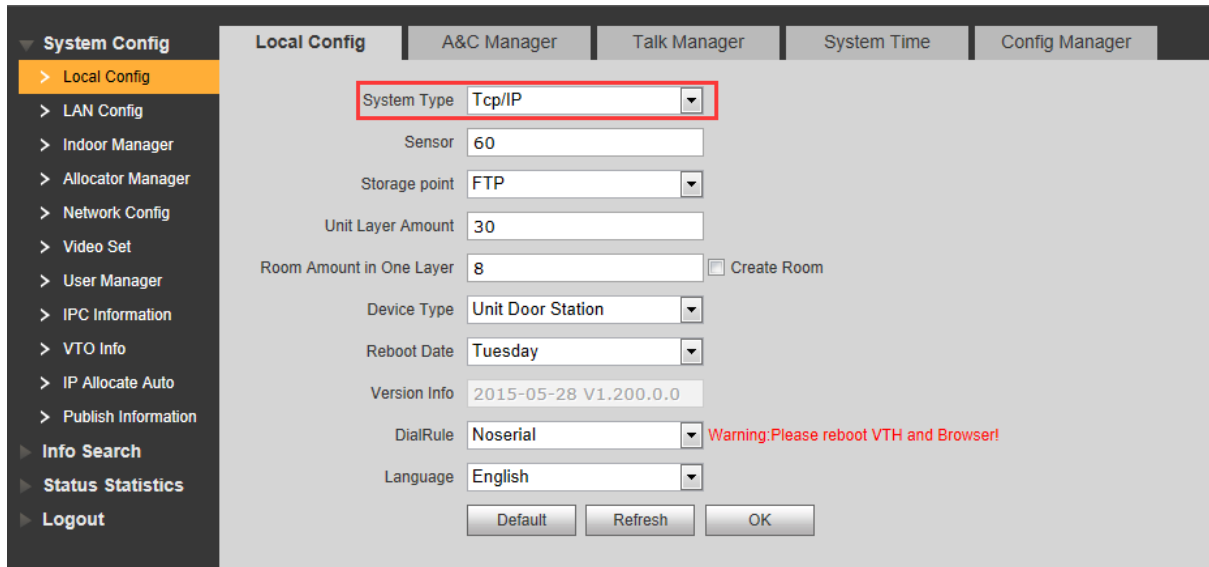 System Config
Local Config
LAN Config
Indoor Manager
Allocator Manager
Network Config
Video Set
User Manager
IPC Information
VTO Info
IP Allocate Auto
Publish Information
Info Search
Status Statistics
Logout
Local Config A&C Manager Talk Manager System Time Config Manager
System Type Tcp/IP
Sensor 60
Storage point FTP
Unit Layer Amount 30
Room Amount in One Layer 8 Create Room
Device Type Unit Door Station
Reboot Date Tuesday
Version Info 2015-05-28 V1.200.0.0
DialRule Noserial Warning:Please reboot VTH and Browser!
Language English
Default Refresh OK